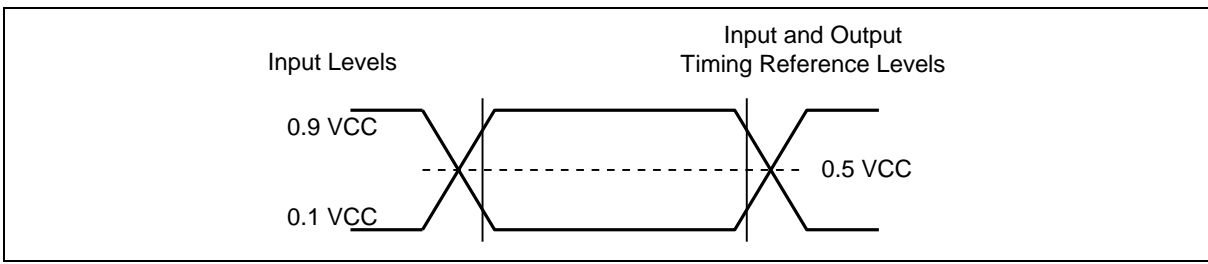 Input Levels
Input and Output
Timing Reference Levels
0.9 VCC
0.5 VCC
0.1 VCC